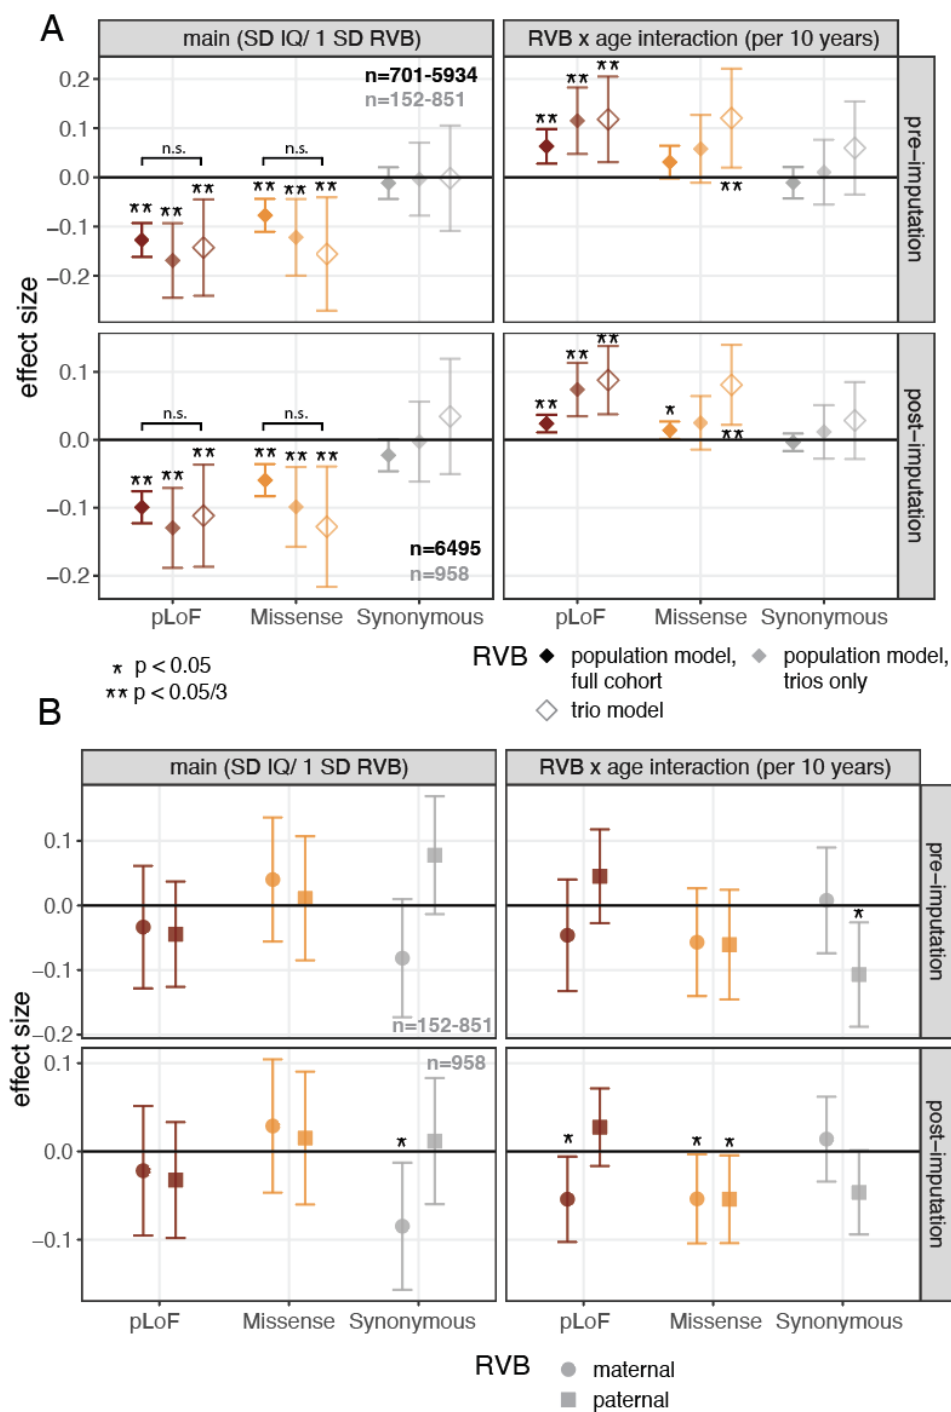 A
main (SD IQ/ 1 SD RVB)
RVB x age interaction (per 10 years)
effect size
0.2
0.1
0.0
−0.1
−0.2
n=701-5934
n=152-851
n.s.
n.s.
** ** **
** ** **
** ** **
**
pre−imputation
0.1
0.0
−0.1
−0.2
n.s.
n.s.
** ** **
** ** **
n=6495
n=958
** ** **
* **
post−imputation
pLoF Missense Synonymous
pLoF Missense Synonymous
* p < 0.05
** p < 0.05/3
RVB
population model, full cohort
population model, trios only
trio model
B
main (SD IQ/ 1 SD RVB)
RVB x age interaction (per 10 years)
effect size
0.1
0.0
−0.1
−0.2
n=152-851
*
pre−imputation
0.1
0.0
−0.1
n=958
*
* * *
post−imputation
pLoF Missense Synonymous
pLoF Missense Synonymous
RVB
maternal
paternal